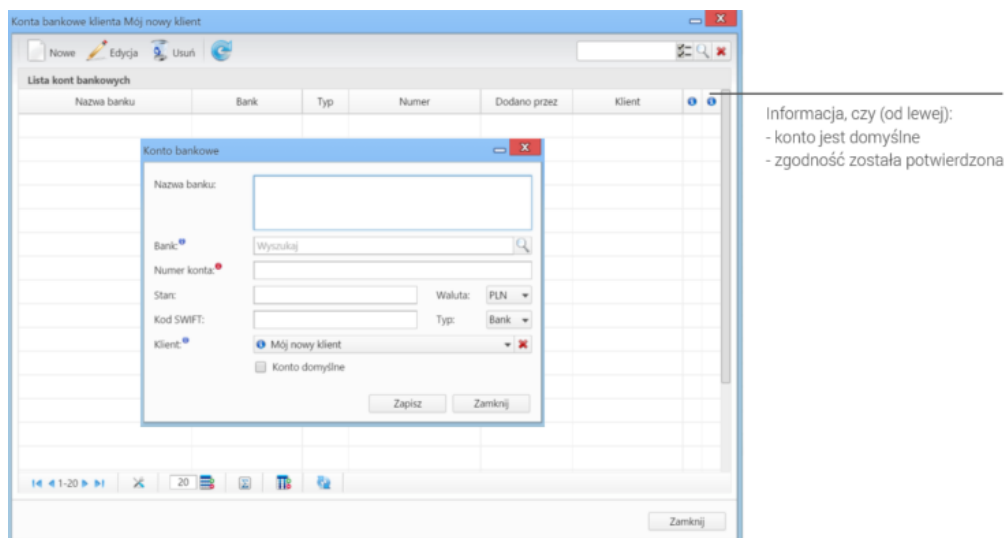 Konta bankowe klienta Mój nowy klient
Nowe Edycja Usuń
Lista kont bankowych
Nazwa banku Bank Typ Numer Dodano przez Klient
Informacja, czy (od lewej):
- konto jest domyślne
- zgodność została potwierdzona
Konto bankowe
Nazwa banku:
Bank: Wyszukaj
Numer konta:
Stan: Waluta: PLN
Kod SWIFT: Typ: Bank
Klient: Mój nowy klient
Konto domyślne
Zapisz Zamknij
1-20 20
Zamknij